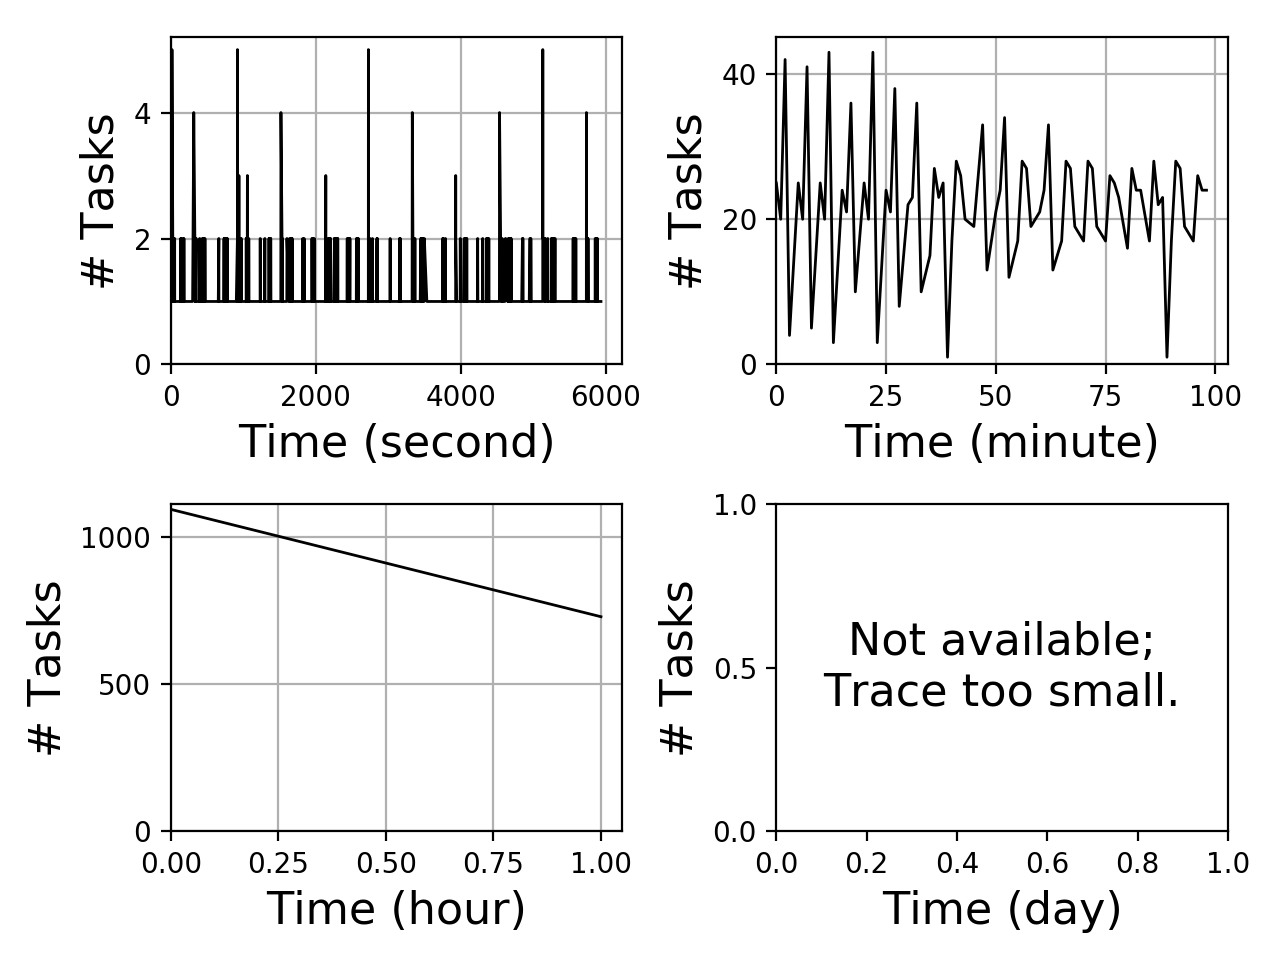 # Tasks
4
2
0
0 2000 4000 6000
Time (second)
# Tasks
40
20
0
0 25 50 75 100
Time (minute)
# Tasks
1000
500
0
0.00 0.25 0.50 0.75 1.00
Time (hour)
# Tasks
1.0
0.5
0.0
Not available;
Trace too small.
0.0 0.2 0.4 0.6 0.8 1.0
Time (day)